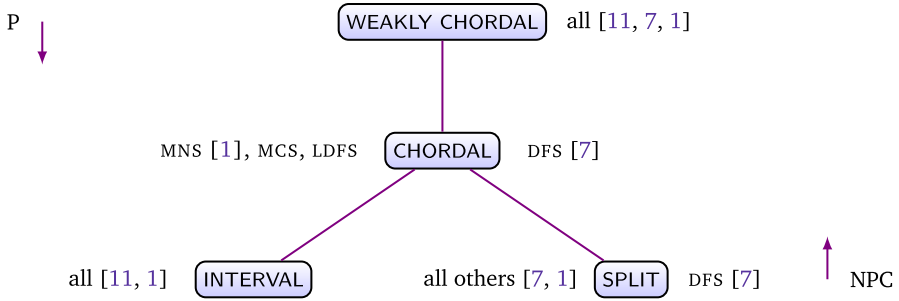 P WEAKLY CHORDAL all [11, 7, 1]
MNS [1], MCS, LDFS CHORDAL DFS [7]
all [11, 1] INTERVAL all others [7, 1] SPLIT DFS [7] NPC